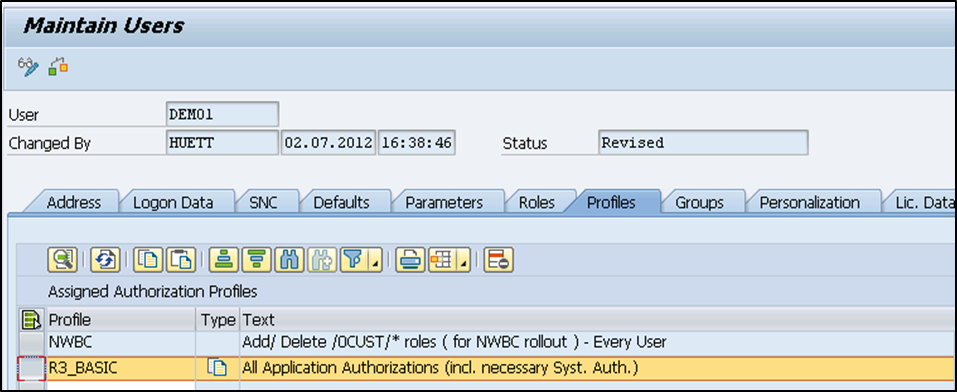 Maintain Users
User DEMO1
Changed By HUETT 02.07.2012 16:38:46 Status Revised
Address Logon Data SNC Defaults Parameters Roles Profiles Groups Personalization Lic. Data
Assigned Authorization Profiles
Profile Type Text
NWBC Add/ Delete /0CUST/* roles ( for NWBC rollout ) - Every User
R3_BASIC All Application Authorizations (incl. necessary Syst. Auth.)